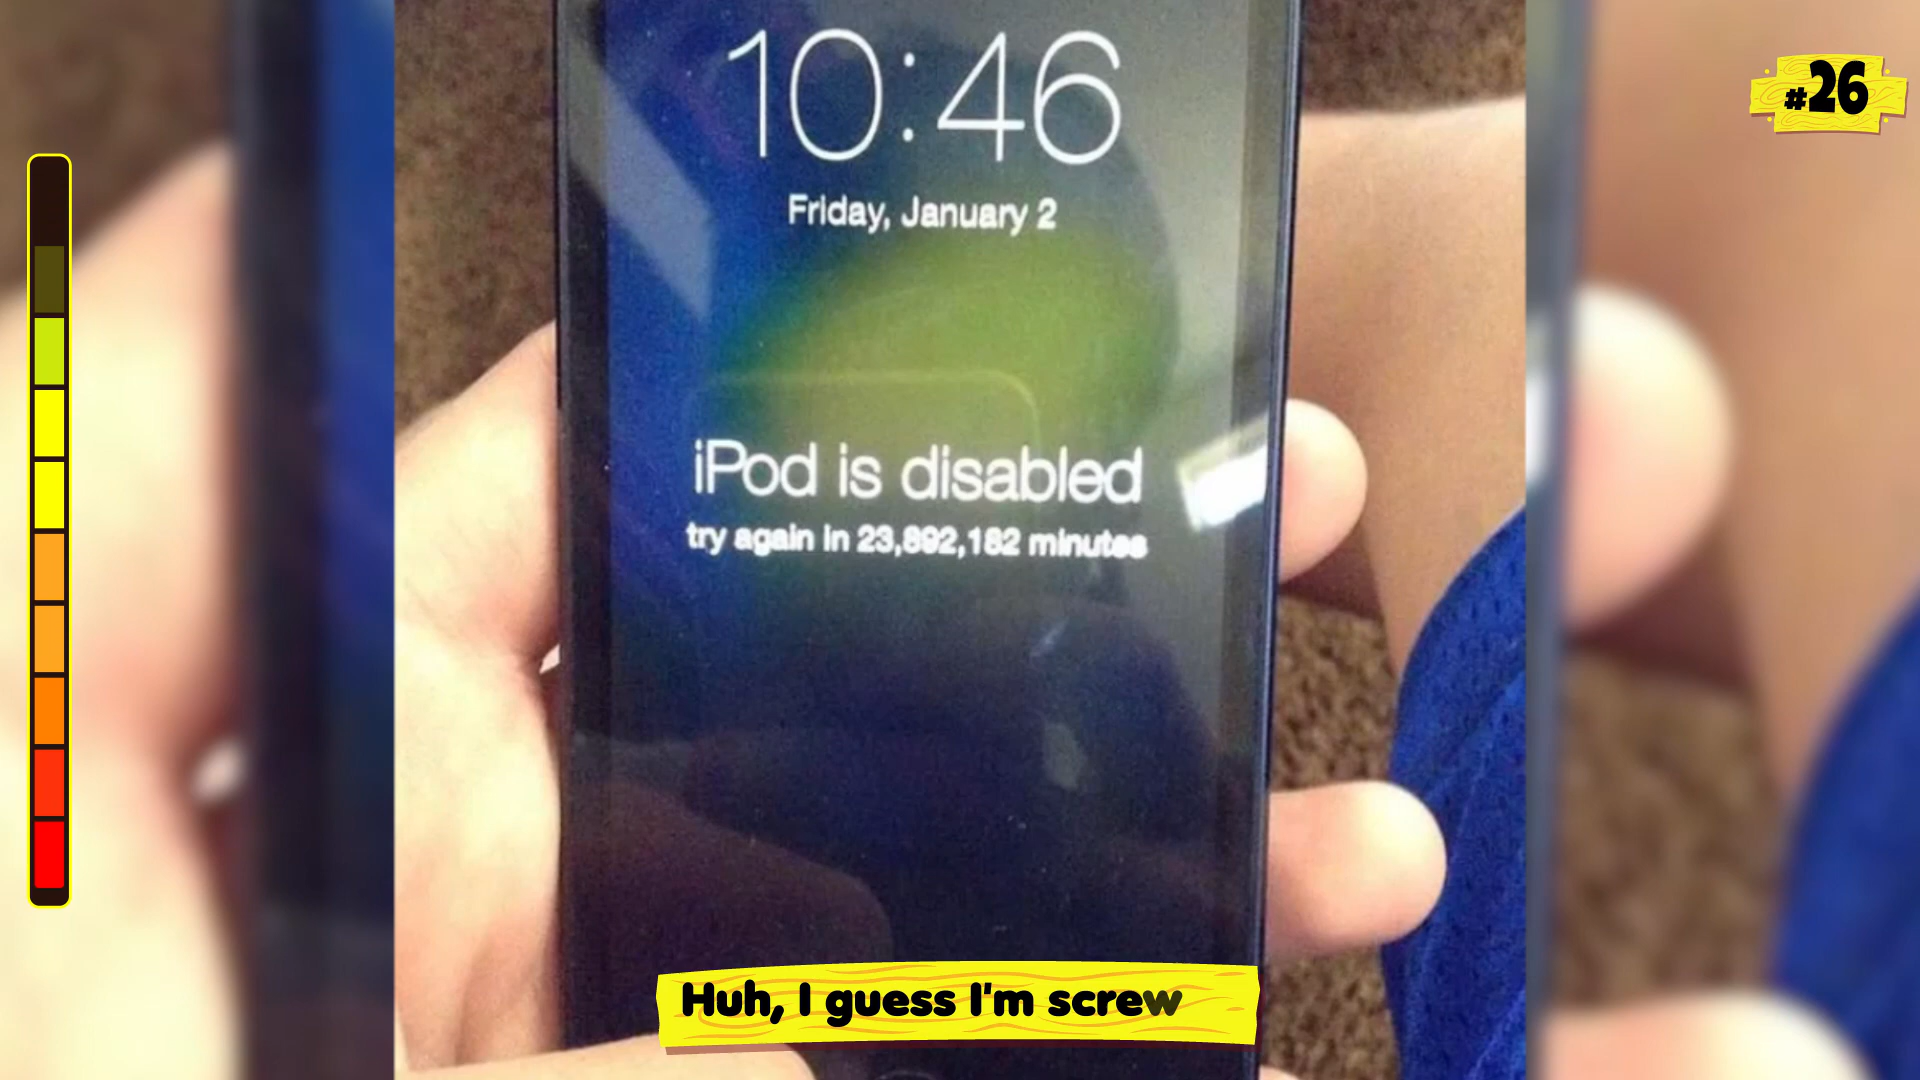 #26
10:46
Friday, January 2
iPod is disabled
try again in 23,892,182 minutes
Huh, I guess I'm screw